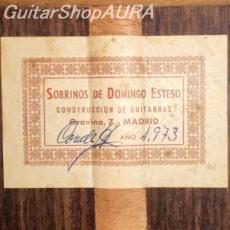 GuitarShopAURA
SOBRINOS DE DOMINGO ESTESO
CONSTRUCCION DE GUITARRAS
Gravina, 7 - MADRID
AÑO 1.973